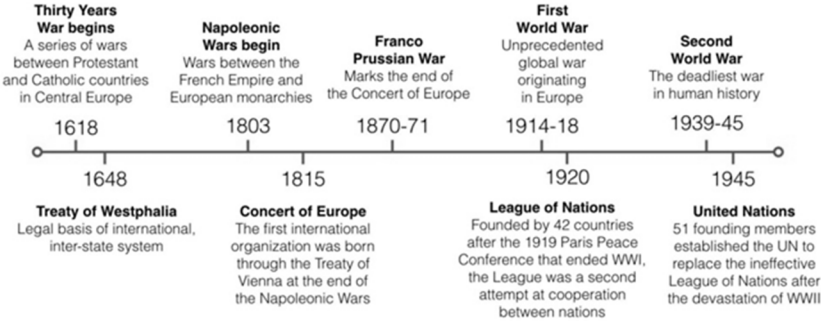 Thirty Years
War begins
A series of wars
between Protestant
and Catholic countries
in Central Europe
1618
Napoleonic
Wars begin
Wars between the
French Empire and
European monarchies
1803
Franco
Prussian War
Marks the end of
the Concert of Europe
1870-71
First
World War
Unprecedented
global war
originating
in Europe
1914-18
Second
World War
The deadliest war
in human history
1939-45
1648
Treaty of Westphalia
Legal basis of international,
inter-state system
1815
Concert of Europe
The first international
organization was born
through the Treaty of
Vienna at the end of
the Napoleonic Wars
1920
League of Nations
Founded by 42 countries
after the 1919 Paris Peace
Conference that ended WWI,
the League was a second
attempt at cooperation
between nations
1945
United Nations
51 founding members
established the UN to
replace the ineffective
League of Nations after
the devastation of WWII